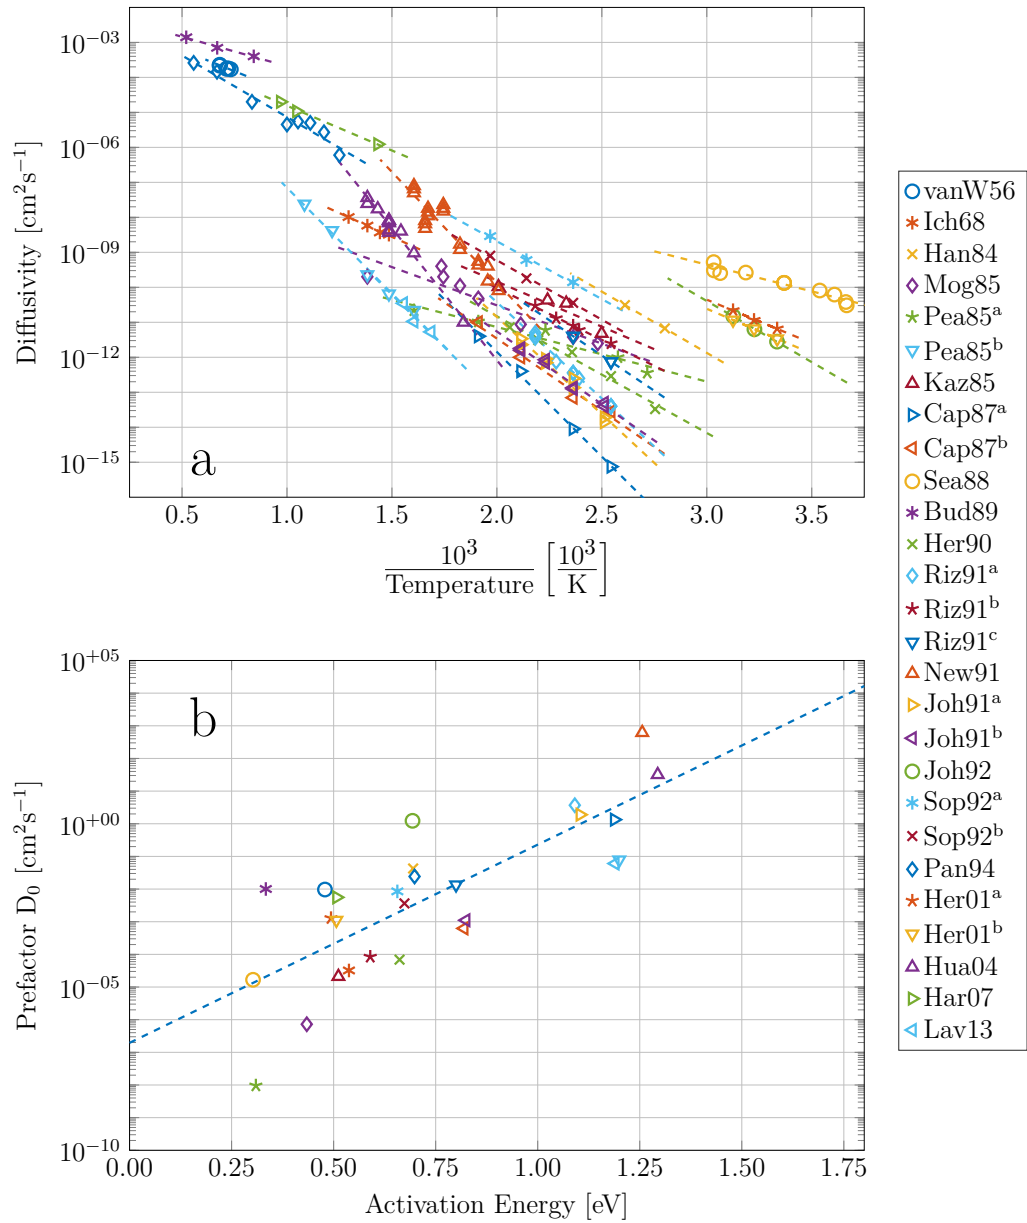 10⁻⁰³
10⁻⁰⁶
10⁻⁰⁹
10⁻¹²
10⁻¹⁵
Diffusivity [cm²s⁻¹]
a
0.5 1.0 1.5 2.0 2.5 3.0 3.5
10³/Temperature [10³/K]
vanW56
Ich68
Han84
Mog85
Pea85ᵃ
Pea85ᵇ
Kaz85
Cap87ᵃ
Cap87ᵇ
Sea88
Bud89
Her90
Riz91ᵃ
Riz91ᵇ
Riz91ᶜ
New91
Joh91ᵃ
Joh91ᵇ
Joh92
Sop92ᵃ
Sop92ᵇ
Pan94
Her01ᵃ
Her01ᵇ
Hua04
Har07
Lav13
10⁺⁰⁵
10⁺⁰⁰
10⁻⁰⁵
10⁻¹⁰
Prefactor D₀ [cm²s⁻¹]
b
0.00 0.25 0.50 0.75 1.00 1.25 1.50 1.75
Activation Energy [eV]